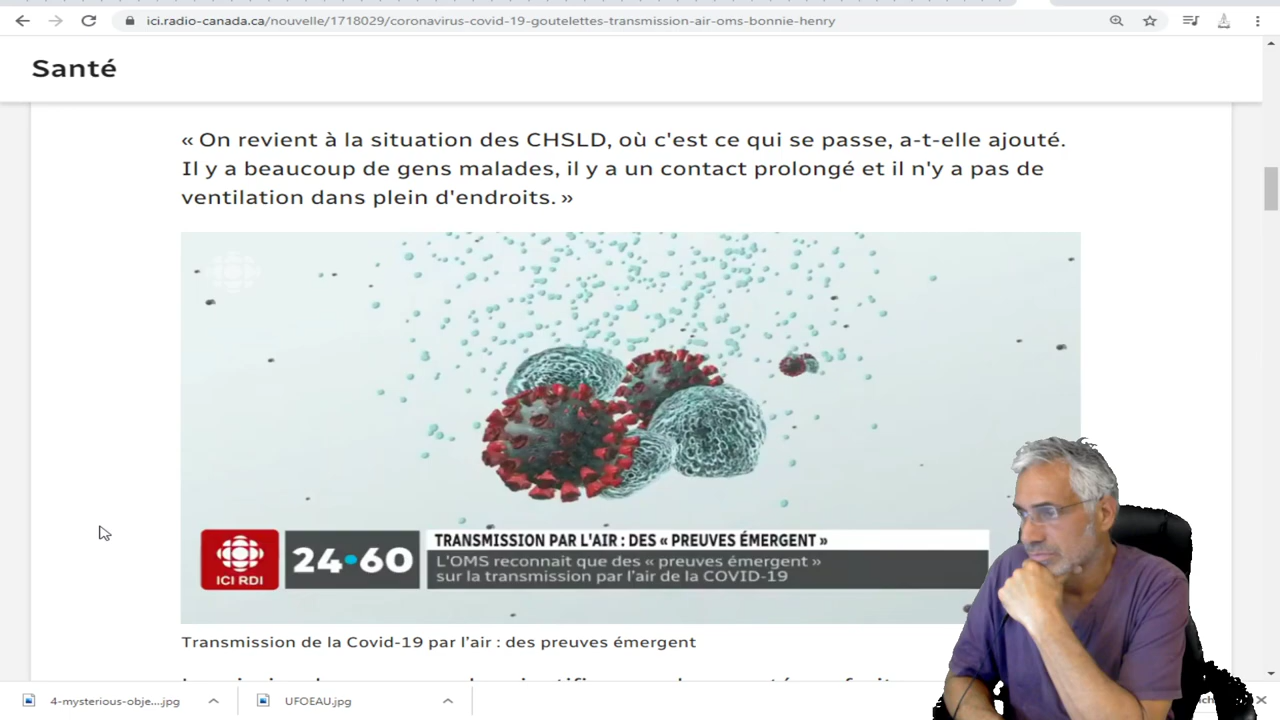 ici.radio-canada.ca/nouvelle/1718029/coronavirus-covid-19-goutelettes-transmission-air-oms-bonnie-henry
Santé
« On revient à la situation des CHSLD, où c'est ce qui se passe, a-t-elle ajouté.
Il y a beaucoup de gens malades, il y a un contact prolongé et il n'y a pas de
ventilation dans plein d'endroits. »
ICI RDI
24•60
TRANSMISSION PAR L'AIR : DES « PREUVES ÉMERGENT »
L'OMS reconnait que des « preuves émergent »
sur la transmission par l'air de la COVID-19
Transmission de la Covid-19 par l'air : des preuves émergent
4-mysterious-obje....jpg
UFOEAU.jpg